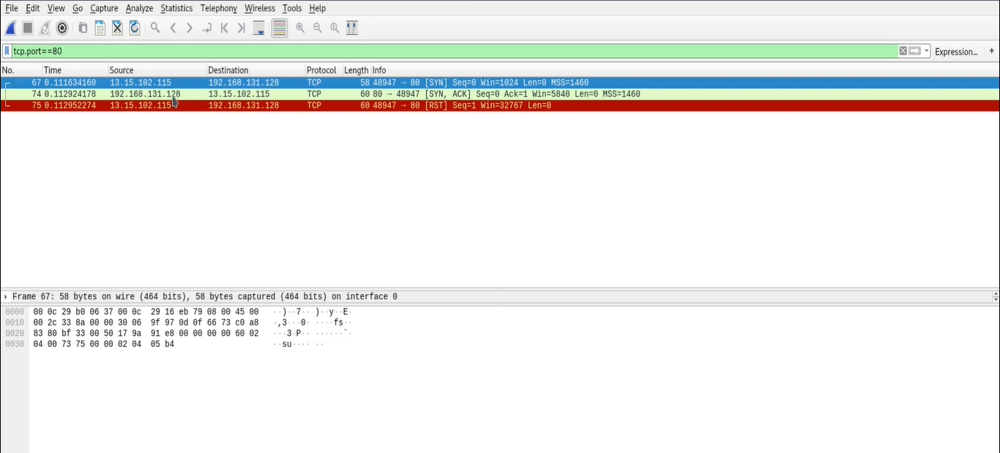 File Edit View Go Capture Analyze Statistics Telephony Wireless Tools Help
tcp.port==80 Expression... +
No. Time Source Destination Protocol Length Info
67 0.111634160 13.15.102.115 192.168.131.128 TCP 58 48947 → 80 [SYN] Seq=0 Win=1024 Len=0 MSS=1460
74 0.112924178 192.168.131.128 13.15.102.115 TCP 60 80 → 48947 [SYN, ACK] Seq=0 Ack=1 Win=5840 Len=0 MSS=1460
75 0.112952274 13.15.102.115 192.168.131.128 TCP 60 48947 → 80 [RST] Seq=1 Win=32767 Len=0
Frame 67: 58 bytes on wire (464 bits), 58 bytes captured (464 bits) on interface 0
0000 00 0c 29 b0 06 37 00 0c 29 16 eb 79 08 00 45 00 ··)··7·· )··y··E·
0010 00 2c 33 8a 00 00 30 06 9f 97 0d 0f 66 73 c0 a8 ·,3···0· ····fs··
0020 83 80 bf 33 00 50 17 9a 91 e8 00 00 00 00 60 02 ···3·P·· ······`·
0030 04 00 73 75 00 00 02 04 05 b4 ··su···· ··